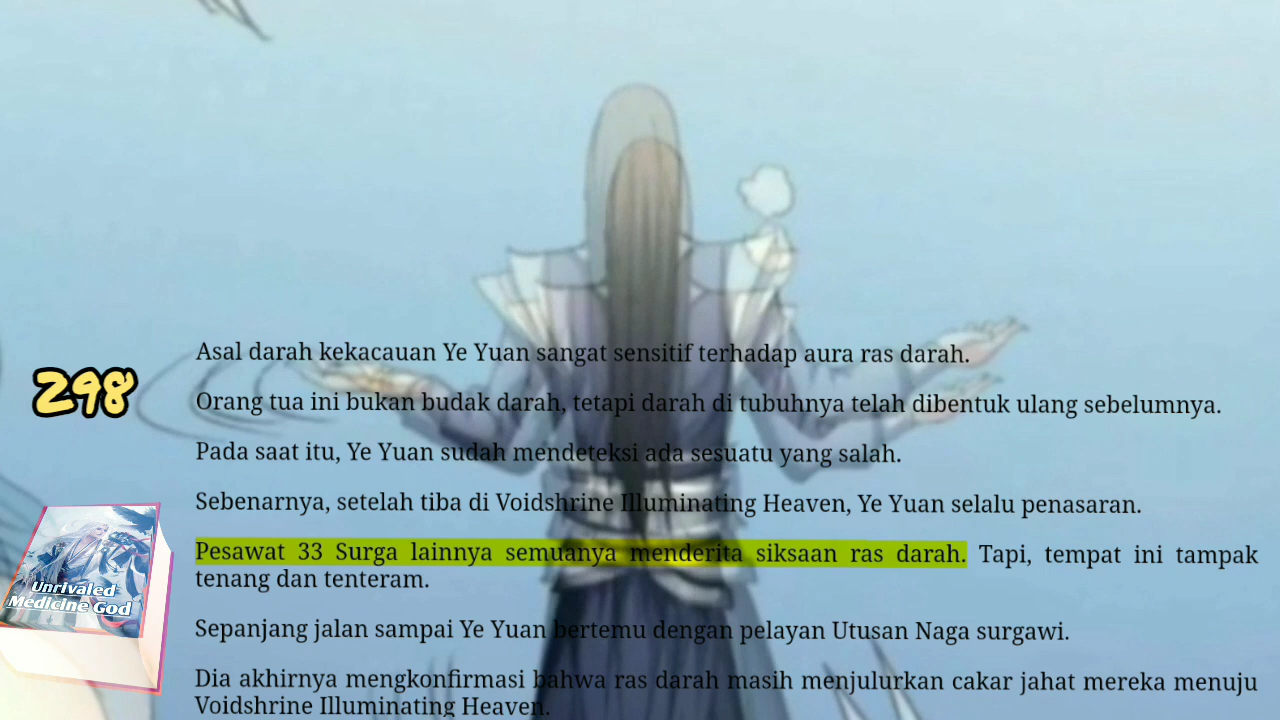 Asal darah kekacauan Ye Yuan sangat sensitif terhadap aura ras darah.
298
Orang tua ini bukan budak darah, tetapi darah di tubuhnya telah dibentuk ulang sebelumnya.
Pada saat itu, Ye Yuan sudah mendeteksi ada sesuatu yang salah.
Sebenarnya, setelah tiba di Voidshrine Illuminating Heaven, Ye Yuan selalu penasaran.
Pesawat 33 Surga lainnya semuanya menderita siksaan ras darah. Tapi, tempat ini tampak
tenang dan tenteram.
Unrivaled
Medicine God
Sepanjang jalan sampai Ye Yuan bertemu dengan pelayan Utusan Naga surgawi.
Dia akhirnya mengkonfirmasi bahwa ras darah masih menjulurkan cakar jahat mereka menuju
Voidshrine Illuminating Heaven.